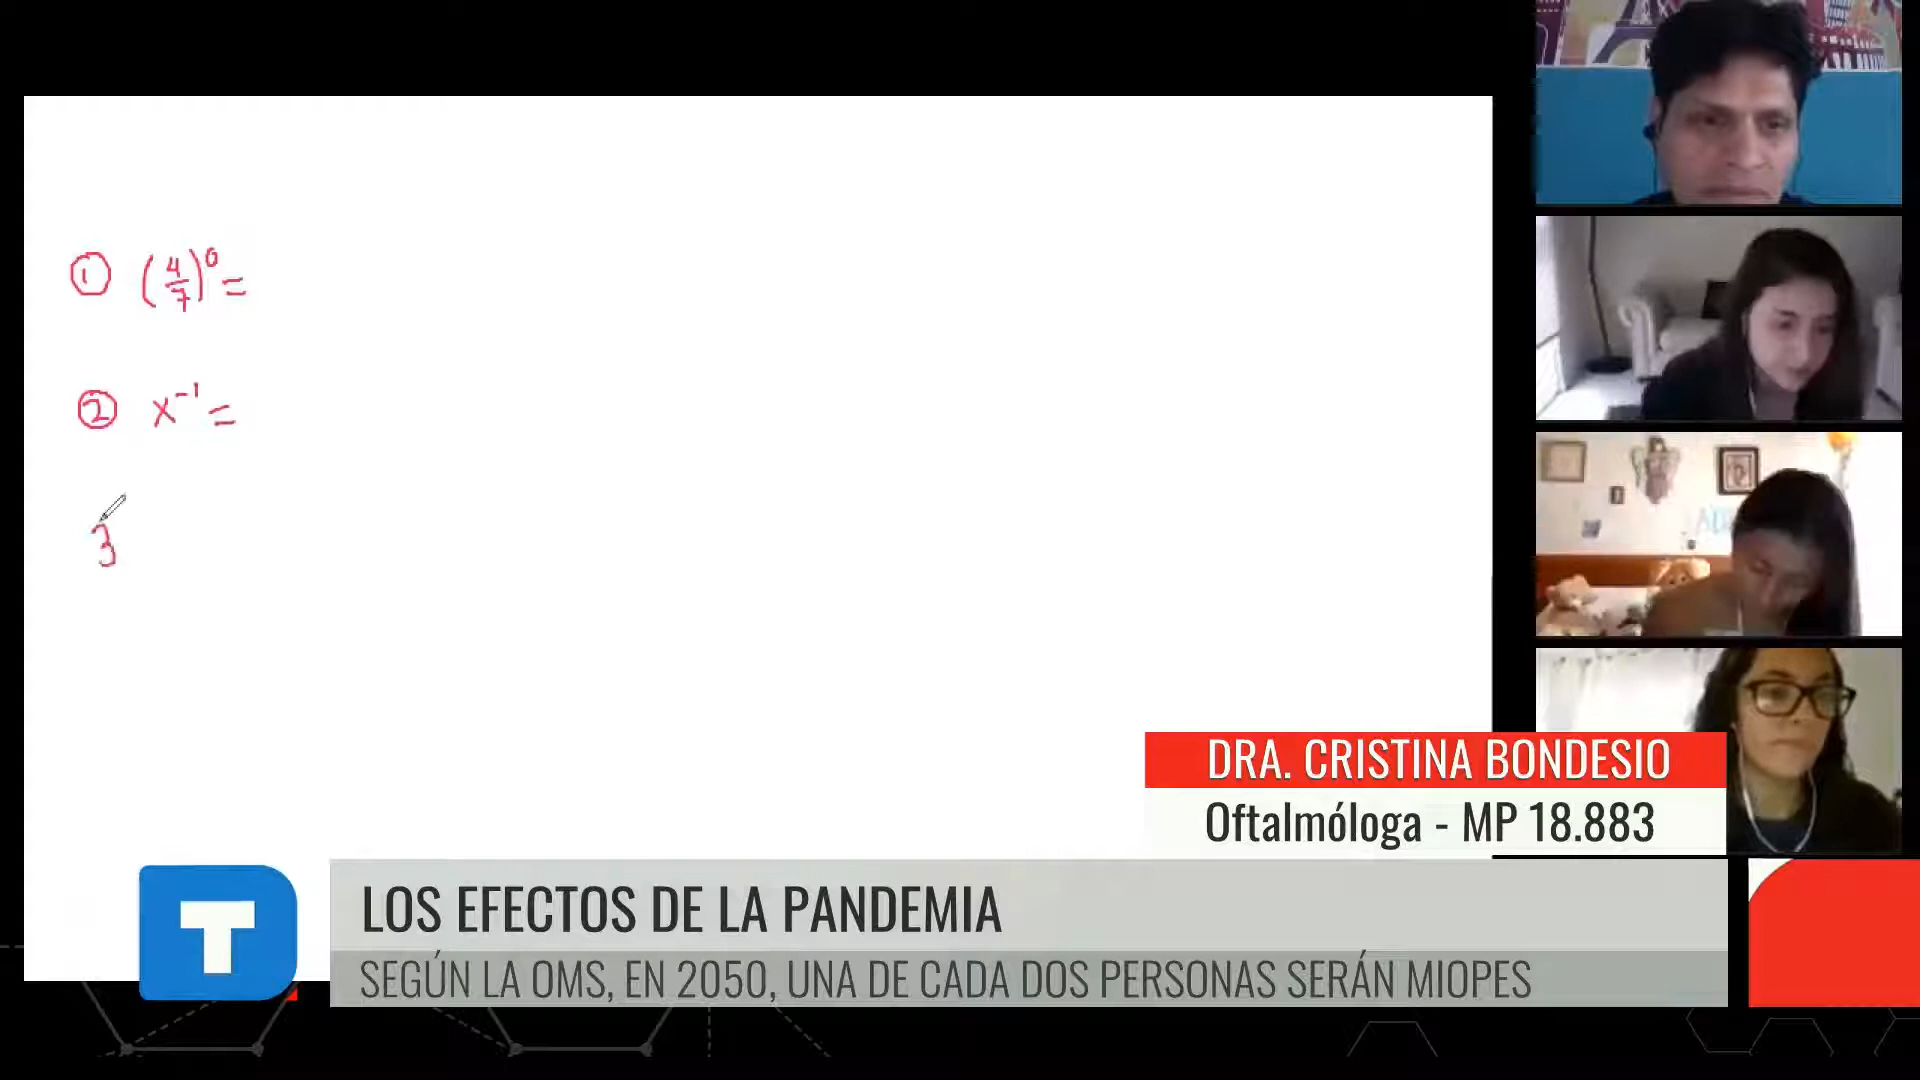 ① (4/7)⁰ =
② x⁻¹ =
3
DRA. CRISTINA BONDESIO
Oftalmóloga - MP 18.883
T
LOS EFECTOS DE LA PANDEMIA
SEGÚN LA OMS, EN 2050, UNA DE CADA DOS PERSONAS SERÁN MIOPES